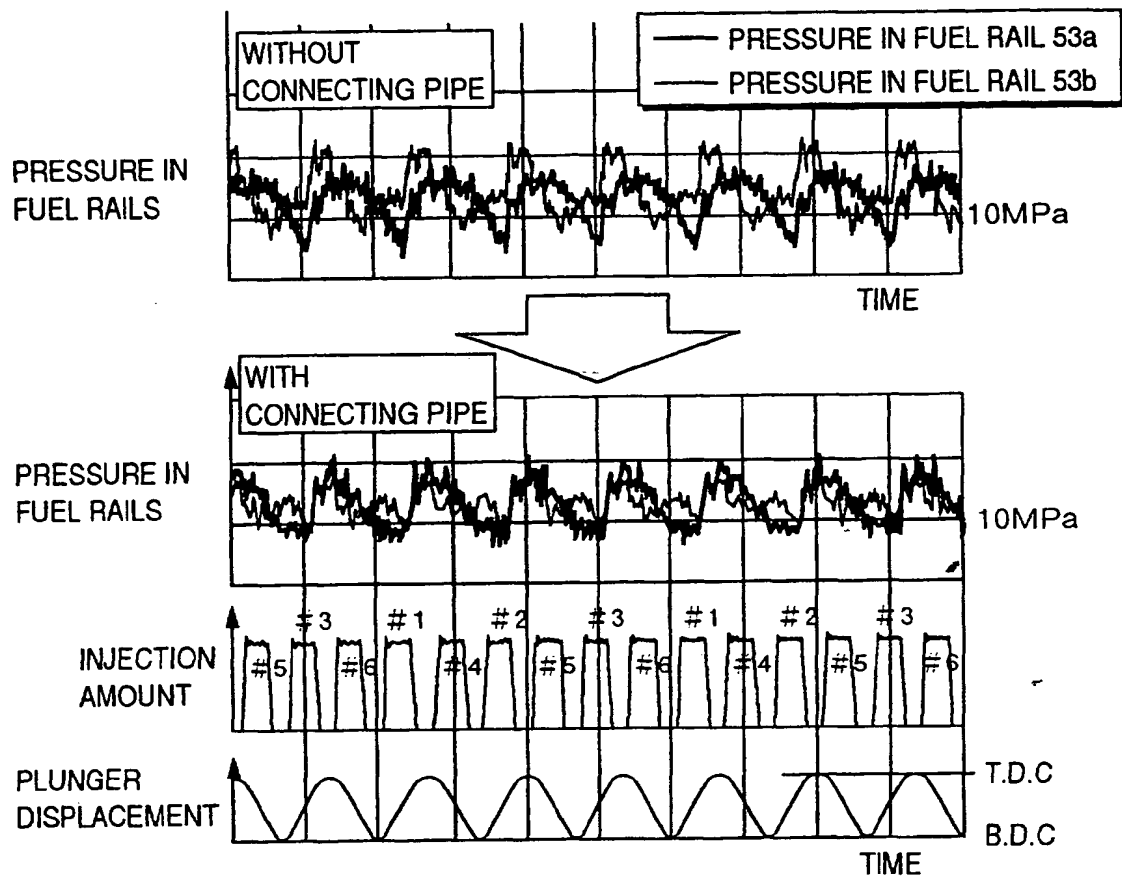 WITHOUT
CONNECTING PIPE
PRESSURE IN FUEL RAIL 53a
PRESSURE IN FUEL RAIL 53b
PRESSURE IN
FUEL RAILS
10MPa
TIME
WITH
CONNECTING PIPE
PRESSURE IN
FUEL RAILS
10MPa
#3 #1 #2 #3 #1 #2 #3
#5 #6 #4 #5 #6 #4 #5 #6
INJECTION
AMOUNT
PLUNGER
DISPLACEMENT
T.D.C
B.D.C
TIME